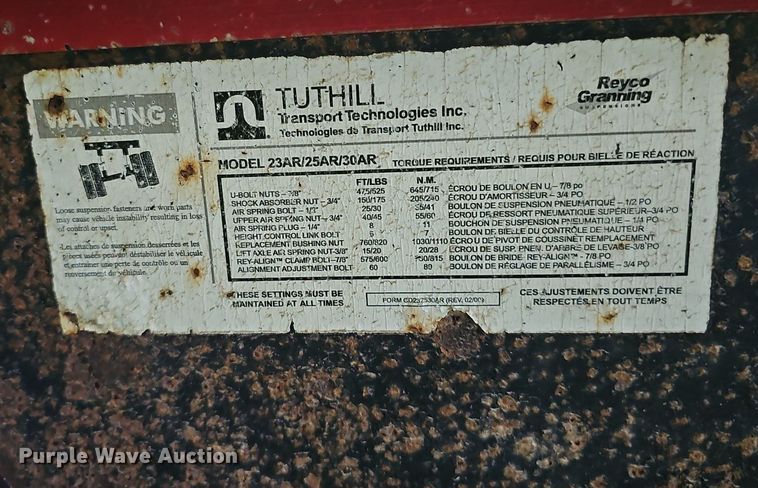 WARNING
Loose suspension fasteners and worn parts
may cause vehicle instability resulting in loss
of control or upset.
Les attaches de suspension desserrées et les
pièces usées peuvent déstabiliser le véhicule
et entraîner une perte de contrôle ou un
renversement du véhicule.
TUTHILL
Transport Technologies Inc.
Technologies de Transport Tuthill Inc.
Reyco
Granning
SUSPENSIONS
MODEL 23AR/25AR/30AR TORQUE REQUIREMENTS / REQUIS POUR BIELLE DE RÉACTION
FT/LBS N.M.
U-BOLT NUTS – 7/8" 475/525 645/715 ÉCROU DE BOULON EN U – 7/8 po
SHOCK ABSORBER NUT – 3/4" 150/175 205/240 ÉCROU D'AMORTISSEUR – 3/4 PO
AIR SPRING BOLT – 1/2" 25/30 35/41 BOULON DE SUSPENSION PNEUMATIQUE – 1/2 PO
UPPER AIR SPRING NUT – 3/4" 40/45 55/60 ÉCROU DE RESSORT PNEUMATIQUE SUPÉRIEUR–3/4 PO
AIR SPRING PLUG – 1/4" 8 11 BOUCHON DE SUSPENSION PNEUMATIQUE – 1/4 PO
HEIGHT CONTROL LINK BOLT 5 7 BOULON DE BIELLE DU CONTRÔLE DE HAUTEUR
REPLACEMENT BUSHING NUT 760/820 1030/1110 ÉCROU DE PIVOT DE COUSSINET REMPLACEMENT
LEFT AXLE AIR SPRING NUT–3/8" 15/20 20/28 ÉCROU DE SUSP. PNEU. D'ARBRE DE LEVAGE–3/8 PO
REY-ALIGN™ CLAMP BOLT–7/8" 575/600 /815 BOULON DE BRIDE REY-ALIGN™ – 7/8 PO
ALIGNMENT ADJUSTMENT BOLT 60 80 BOULON DE RÉGLAGE DE PARALLÉLISME – 3/4 PO
THESE SETTINGS MUST BE
MAINTAINED AT ALL TIMES
FORM (REV. 02/00)
CES AJUSTEMENTS DOIVENT ÊTRE
RESPECTÉS EN TOUT TEMPS
Purple Wave Auction